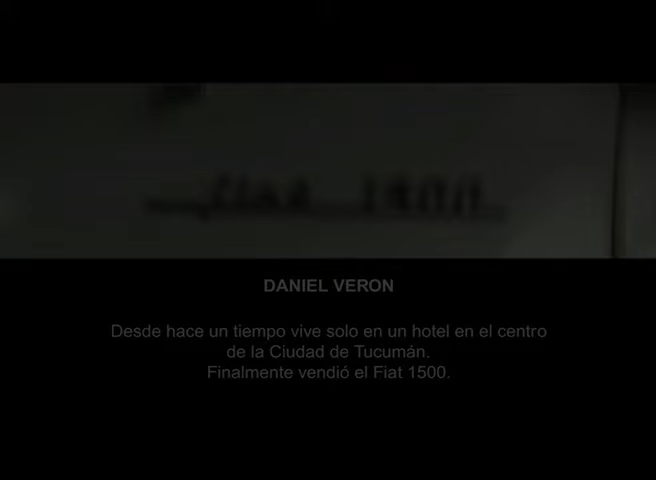 DANIEL VERON
Desde hace un tiempo vive solo en un hotel en el centro
de la Ciudad de Tucumán.
Finalmente vendió el Fiat 1500.